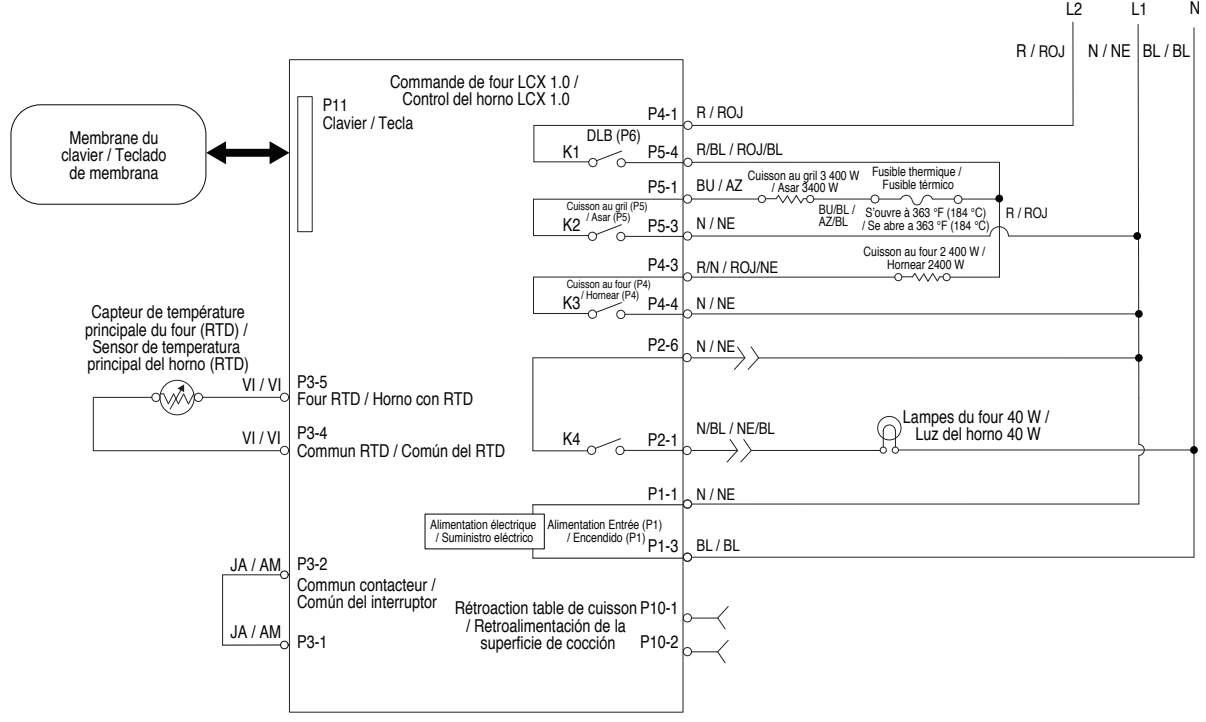 L2
L1
N
R / ROJ
N / NE
BL / BL
Commande de four LCX 1.0 /
Control del horno LCX 1.0
P11
Clavier / Tecla
Membrane du
clavier / Teclado
de membrana
P4-1
R / ROJ
DLB (P6)
K1
P5-4
R/BL / ROJ/BL
P5-1
BU / AZ
Cuisson au gril 3 400 W
/ Asar 3400 W
Fusible thermique /
Fusible térmico
BU/BL /
AZ/BL
S'ouvre à 363 °F (184 °C)
/ Se abre a 363 °F (184 °C)
R / ROJ
Cuisson au gril (P5)
/ Asar (P5)
K2
P5-3
N / NE
Cuisson au four 2 400 W /
Hornear 2400 W
P4-3
R/N / ROJ/NE
Cuisson au four (P4)
/ Hornear (P4)
K3
P4-4
N / NE
Capteur de température
principale du four (RTD) /
Sensor de temperatura
principal del horno (RTD)
P2-6
N / NE
VI / VI
P3-5
Four RTD / Horno con RTD
VI / VI
P3-4
Commun RTD / Común del RTD
K4
P2-1
N/BL / NE/BL
Lampes du four 40 W /
Luz del horno 40 W
P1-1
N / NE
Alimentation électrique
/ Suministro eléctrico
Alimentation Entrée (P1)
/ Encendido (P1)
P1-3
BL / BL
JA / AM
P3-2
Commun contacteur /
Común del interruptor
JA / AM
P3-1
Rétroaction table de cuisson
/ Retroalimentación de la
superficie de cocción
P10-1
P10-2